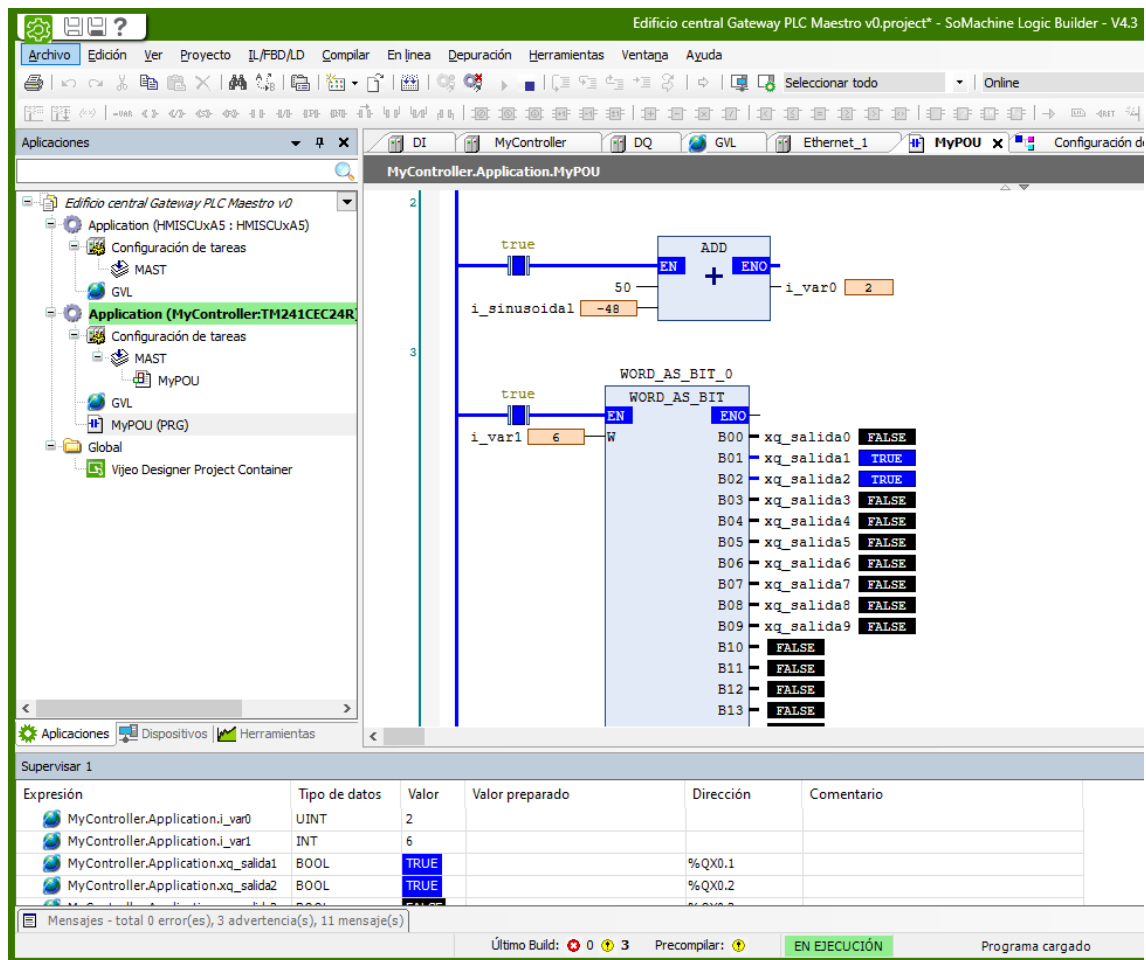 Edificio central Gateway PLC Maestro v0.project* - SoMachine Logic Builder - V4.3
Archivo Edición Ver Proyecto IL/FBD/LD Compilar En línea Depuración Herramientas Ventana Ayuda
Seleccionar todo Online
Aplicaciones
DI MyController DQ GVL Ethernet_1 MyPOU Configuración de
MyController.Application.MyPOU
Edificio central Gateway PLC Maestro v0
Application (HMISCUxA5 : HMISCUxA5)
Configuración de tareas
MAST
GVL
Application (MyController:TM241CEC24R)
Configuración de tareas
MAST
MyPOU
GVL
MyPOU (PRG)
Global
Vijeo Designer Project Container
Aplicaciones Dispositivos Herramientas
2
true ADD
EN ENO
50 i_var0 2
i_sinusoidal -48
3
WORD_AS_BIT_0
true WORD_AS_BIT
EN ENO
i_var1 6 W B00 xq_salida0 FALSE
B01 xq_salida1 TRUE
B02 xq_salida2 TRUE
B03 xq_salida3 FALSE
B04 xq_salida4 FALSE
B05 xq_salida5 FALSE
B06 xq_salida6 FALSE
B07 xq_salida7 FALSE
B08 xq_salida8 FALSE
B09 xq_salida9 FALSE
B10 FALSE
B11 FALSE
B12 FALSE
B13 FALSE
Supervisar 1
Expresión Tipo de datos Valor Valor preparado Dirección Comentario
MyController.Application.i_var0 UINT 2
MyController.Application.i_var1 INT 6
MyController.Application.xq_salida1 BOOL TRUE %QX0.1
MyController.Application.xq_salida2 BOOL TRUE %QX0.2
Mensajes - total 0 error(es), 3 advertencia(s), 11 mensaje(s)
Último Build: 0 3 Precompilar: EN EJECUCIÓN Programa cargado